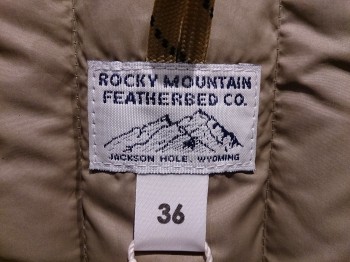 ROCKY MOUNTAIN
FEATHERBED CO.
JACKSON HOLE, WYOMING
36